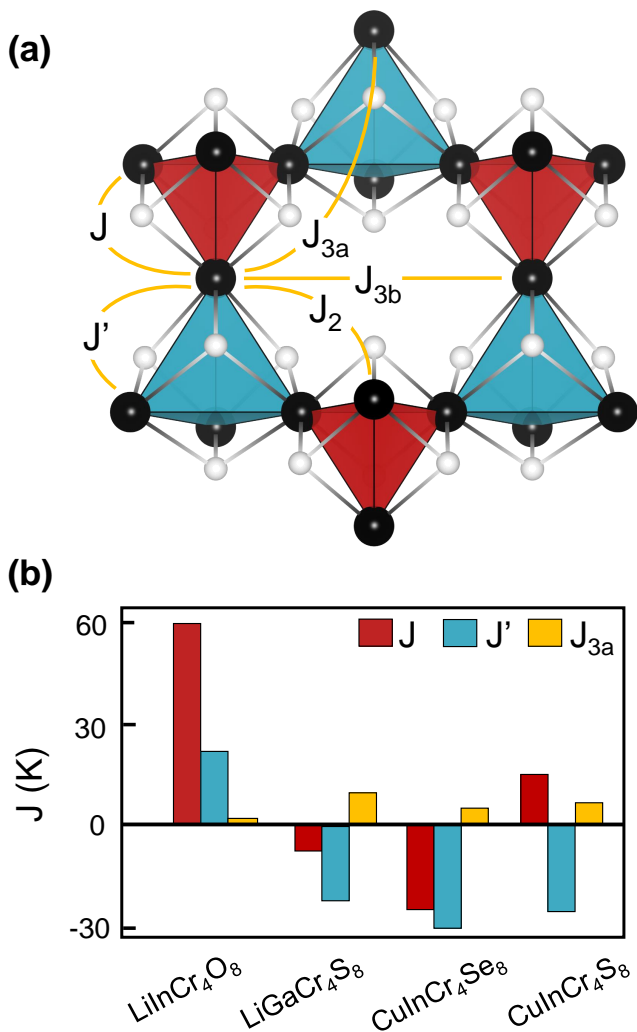 (a)
J
J₃ₐ
J₃b
J'
J₂
(b)
J (K)
60
30
0
-30
J J' J₃ₐ
LiInCr₄O₈ LiGaCr₄S₈ CuInCr₄Se₈ CuInCr₄S₈